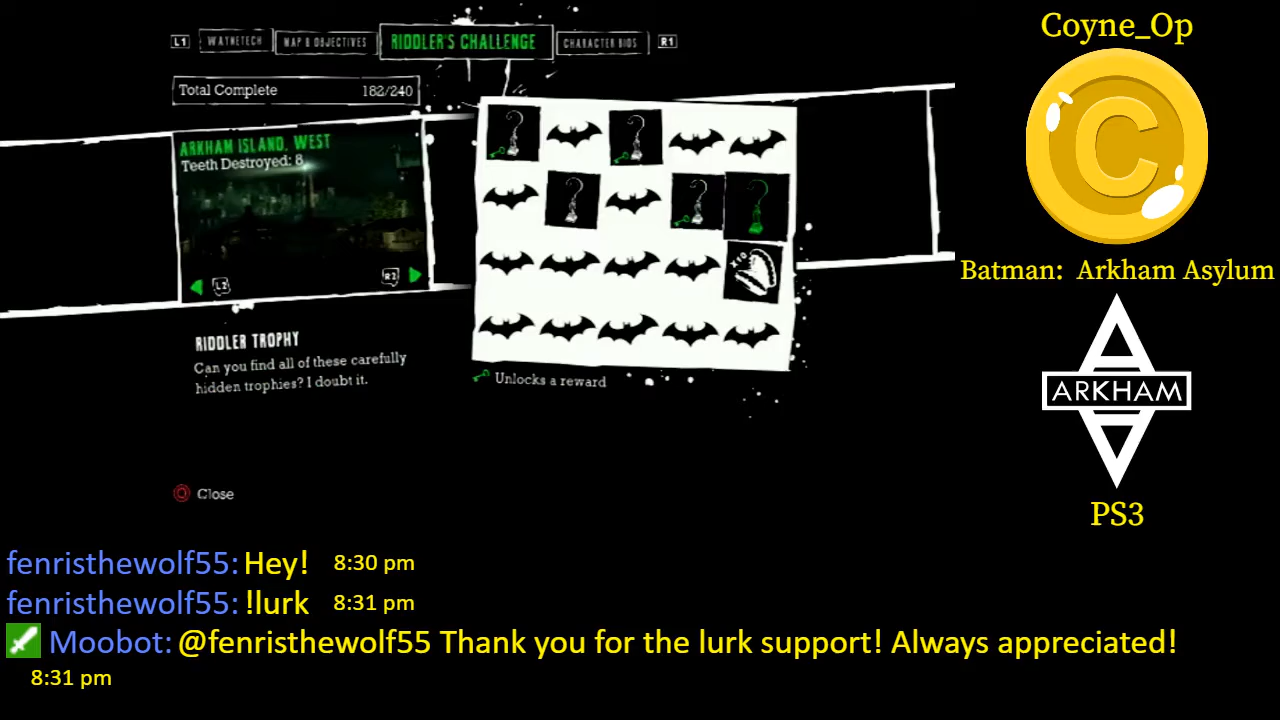 Coyne_Op
L1 WAYNETECH MAP & OBJECTIVES RIDDLER'S CHALLENGE CHARACTER BIOS R1
Total Complete 182/240
ARKHAM ISLAND, WEST
Teeth Destroyed: 8
C
L2 R2
Batman: Arkham Asylum
RIDDLER TROPHY
Can you find all of these carefully
hidden trophies? I doubt it.
Unlocks a reward
ARKHAM
Close
PS3
fenristhewolf55: Hey! 8:30 pm
fenristhewolf55: !lurk 8:31 pm
Moobot: @fenristhewolf55 Thank you for the lurk support! Always appreciated!
8:31 pm